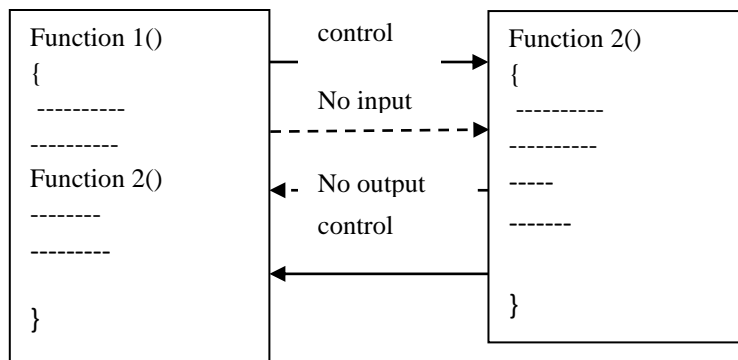 Function 1()
{
----------
----------
Function 2()
--------
---------
}
control
No input
No output
control
Function 2()
{
----------
----------
-----
-------
}